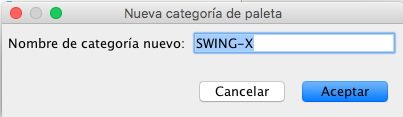 Nueva categoría de paleta
Nombre de categoría nuevo: SWING-X
Cancelar Aceptar